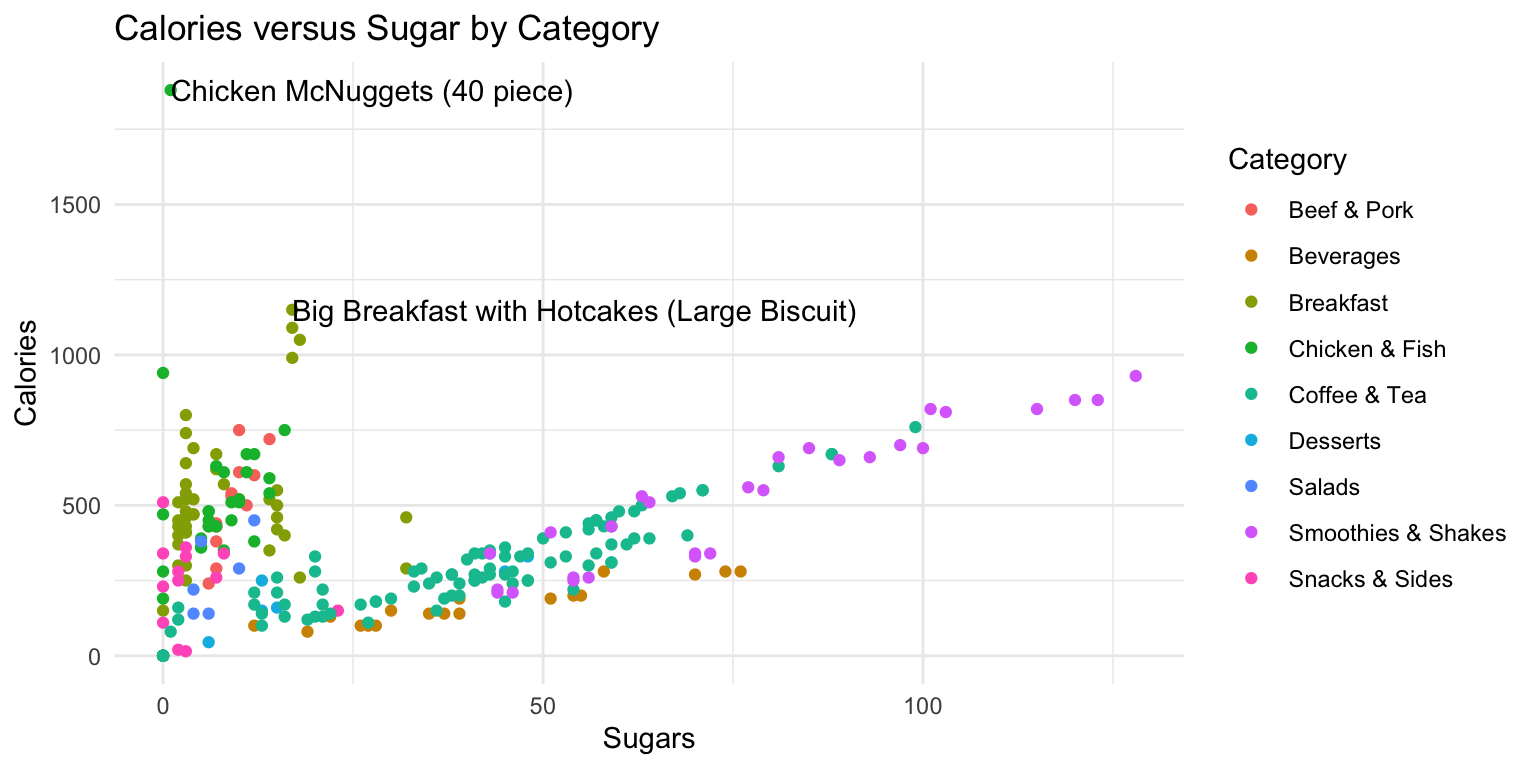 Calories versus Sugar by Category
Chicken McNuggets (40 piece)
Big Breakfast with Hotcakes (Large Biscuit)
Calories
1500
1000
500
0
0
50
100
Sugars
Category
Beef & Pork
Beverages
Breakfast
Chicken & Fish
Coffee & Tea
Desserts
Salads
Smoothies & Shakes
Snacks & Sides